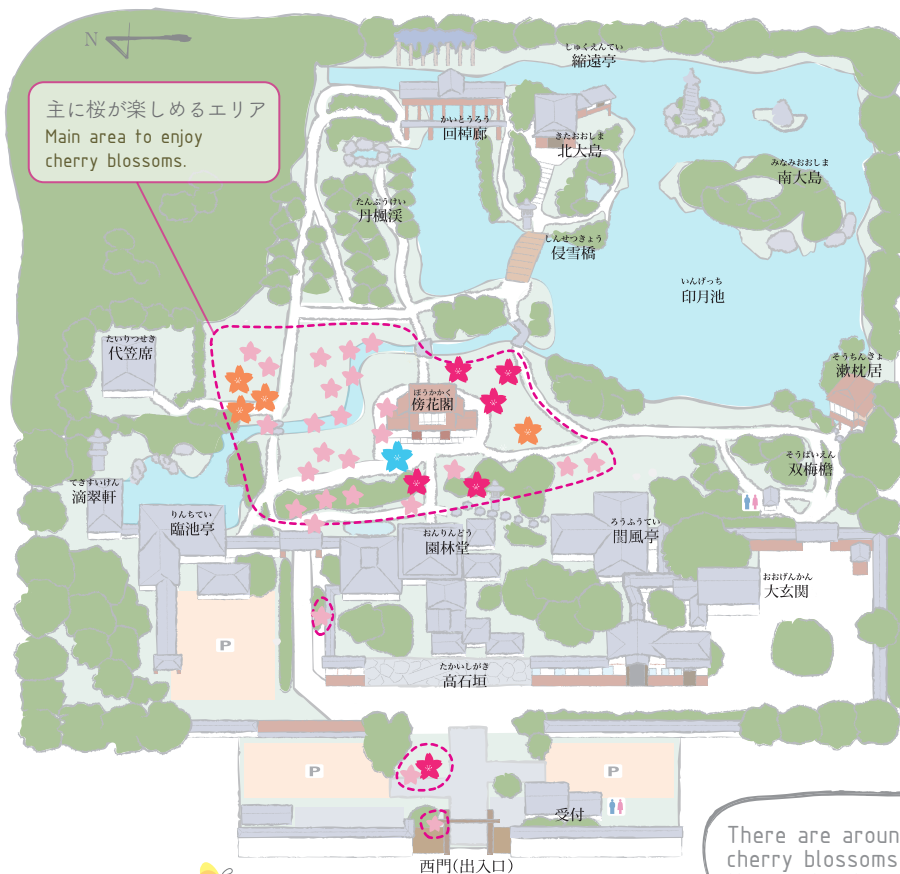 N
しゅくえんてい
縮遠亭
主に桜が楽しめるエリア
Main area to enjoy
cherry blossoms.
かいとうろう
回棹廊
きたおおしま
北大島
みなみおおしま
南大島
たんぷうけい
丹楓渓
しんせつきょう
侵雪橋
いんげっち
印月池
たいりつせき
代笠席
そうちんきょ
漱枕居
ぼうかかく
傍花閣
そうばいえん
双梅檐
てきすいけん
滴翠軒
りんちてい
臨池亭
おんりんどう
園林堂
ろうふうてい
閬風亭
おおげんかん
大玄関
P
たかいしがき
高石垣
P
P
受付
西門(出入口)
There are aroun
cherry blossoms